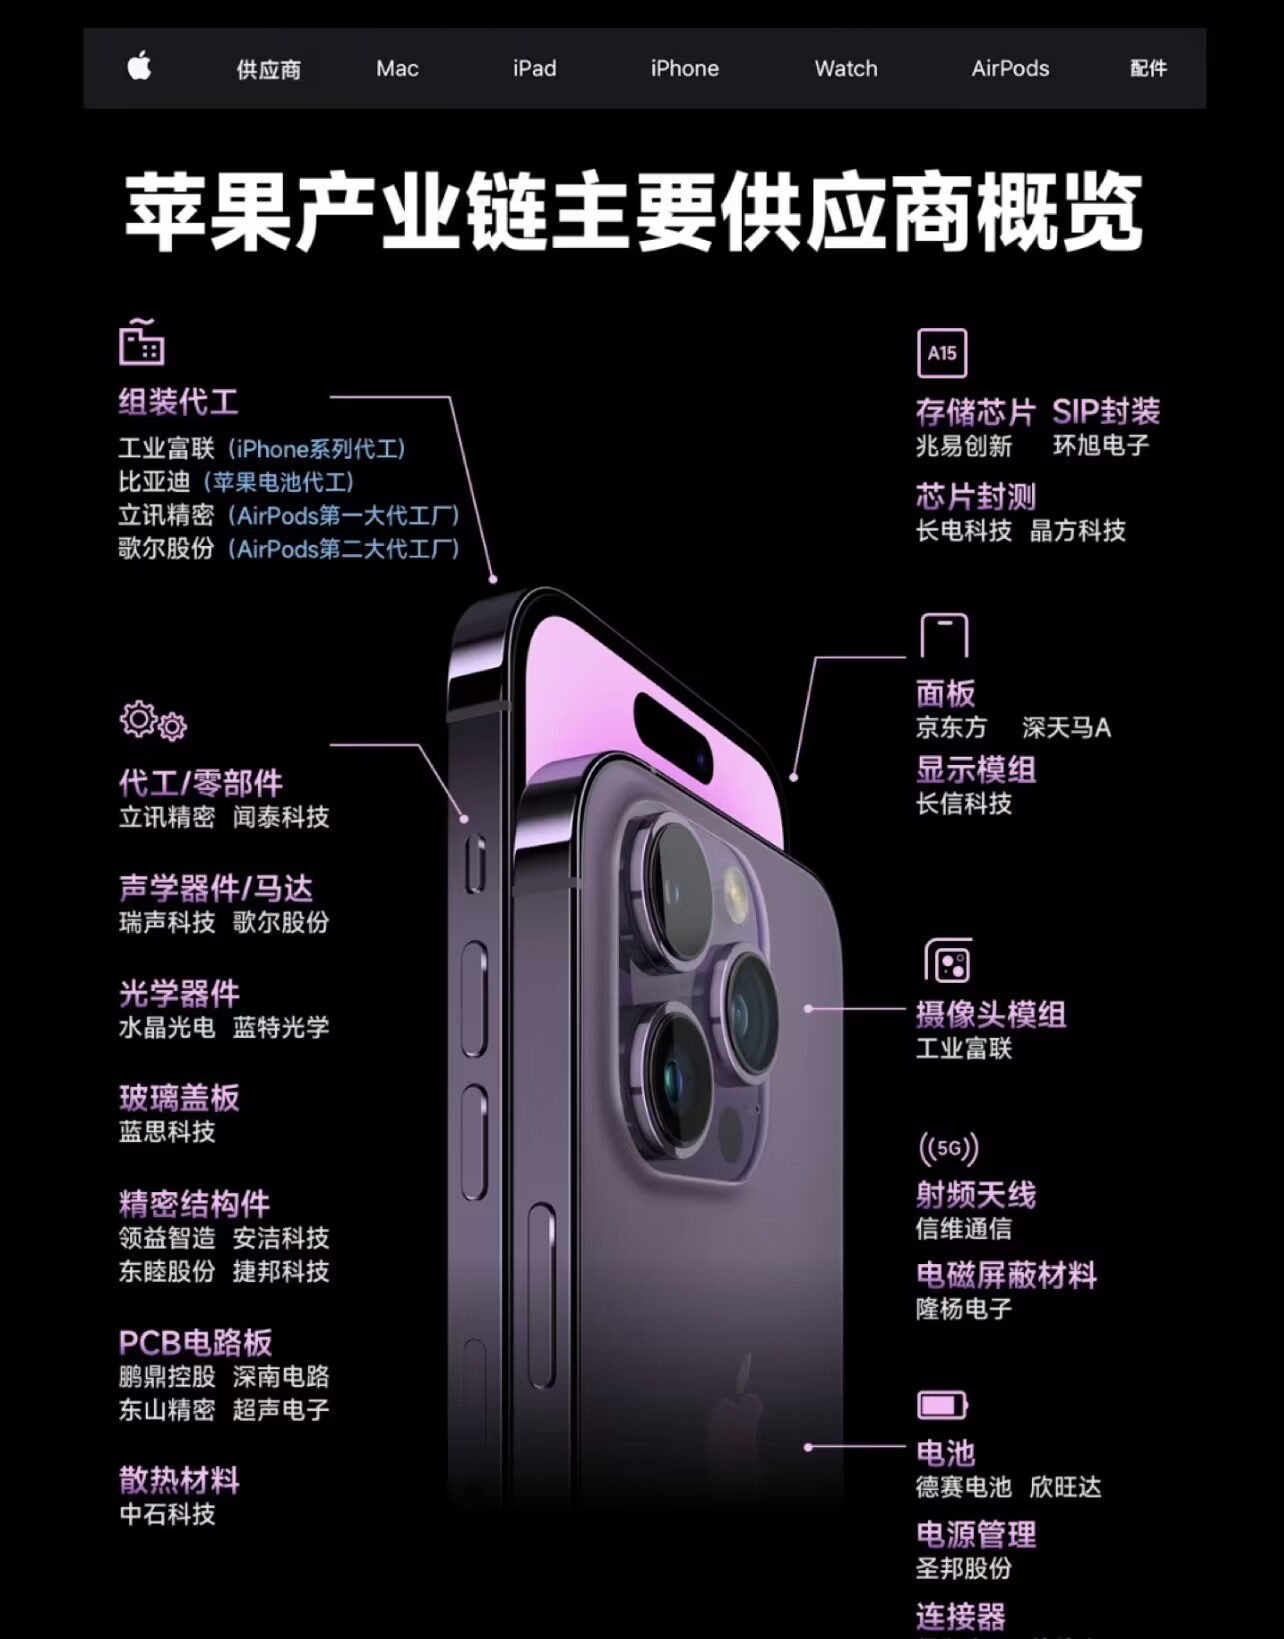 供应商 Mac iPad iPhone Watch AirPods 配件
苹果产业链主要供应商概览
组装代工
工业富联（iPhone系列代工）
比亚迪（苹果电池代工）
立讯精密（AirPods第一大代工厂）
歌尔股份（AirPods第二大代工厂）
代工/零部件
立讯精密 闻泰科技
声学器件/马达
瑞声科技 歌尔股份
光学器件
水晶光电 蓝特光学
玻璃盖板
蓝思科技
精密结构件
领益智造 安洁科技
东睦股份 捷邦科技
PCB电路板
鹏鼎控股 深南电路
东山精密 超声电子
散热材料
中石科技
A15
存储芯片 SIP封装
兆易创新 环旭电子
芯片封测
长电科技 晶方科技
面板
京东方 深天马A
显示模组
长信科技
摄像头模组
工业富联
((5G))
射频天线
信维通信
电磁屏蔽材料
隆杨电子
电池
德赛电池 欣旺达
电源管理
圣邦股份
连接器